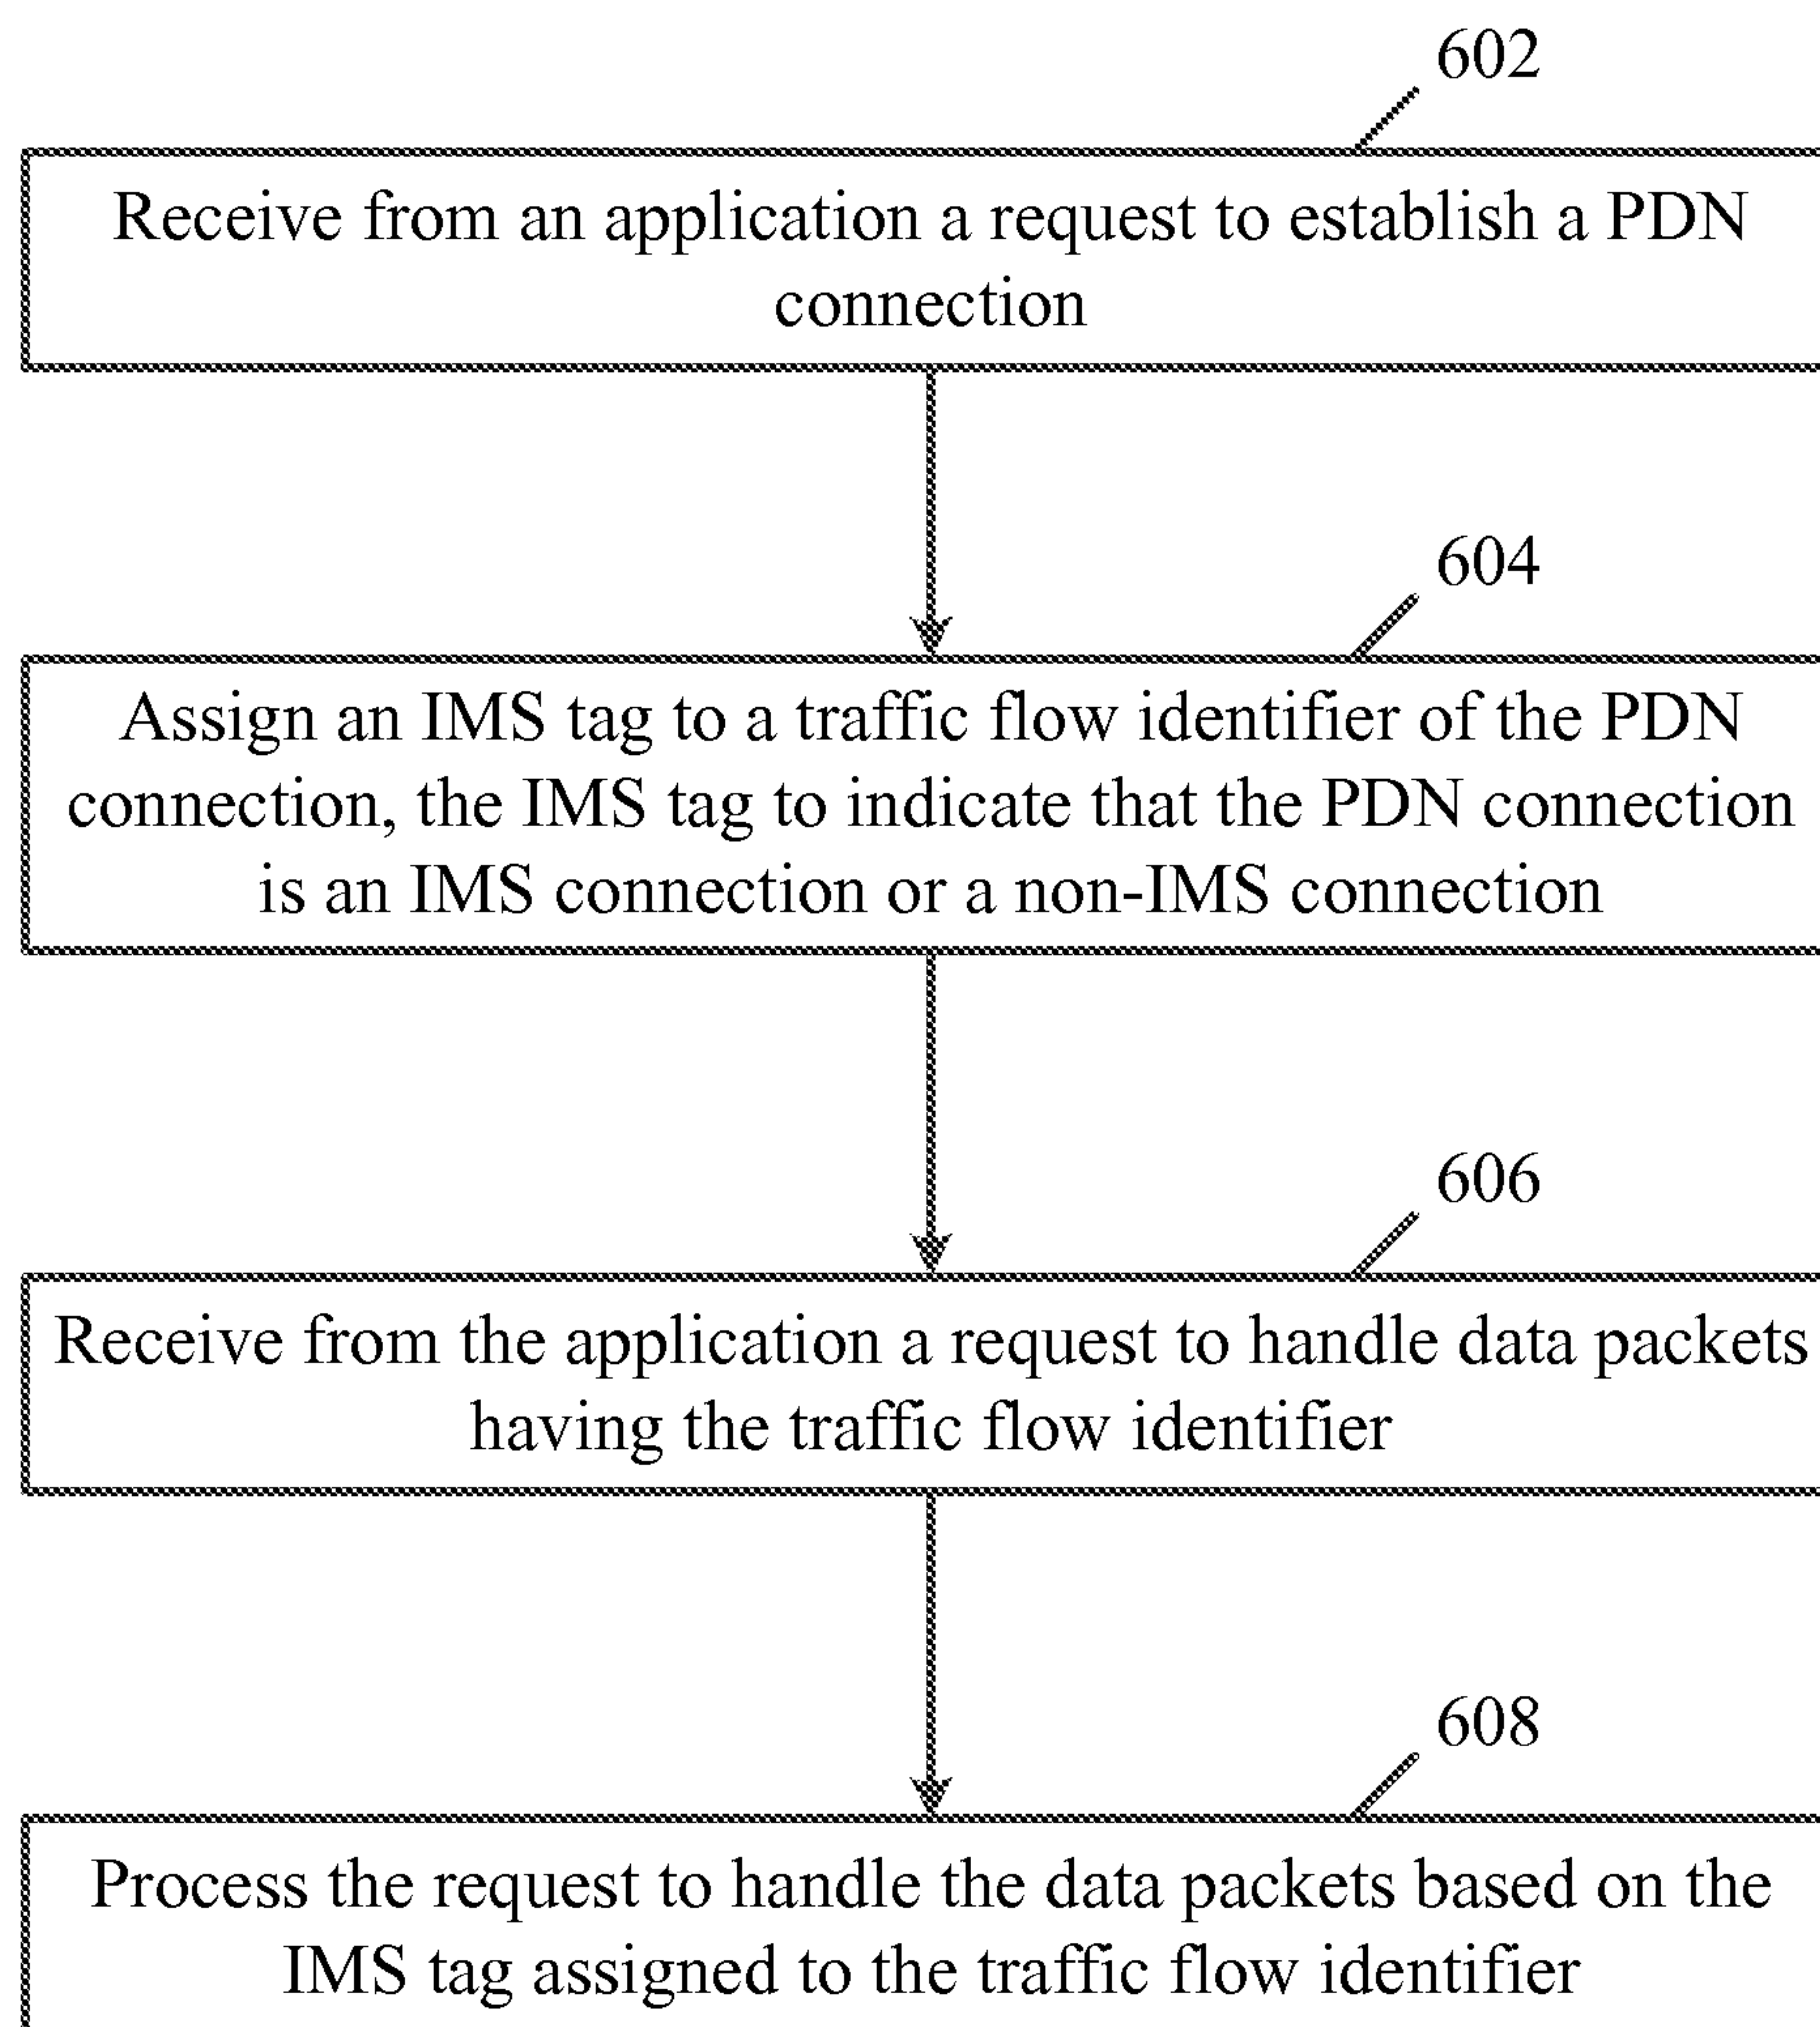 602
Receive from an application a request to establish a PDN
connection
604
Assign an IMS tag to a traffic flow identifier of the PDN
connection, the IMS tag to indicate that the PDN connection
is an IMS connection or a non-IMS connection
606
Receive from the application a request to handle data packets
having the traffic flow identifier
608
Process the request to handle the data packets based on the
IMS tag assigned to the traffic flow identifier